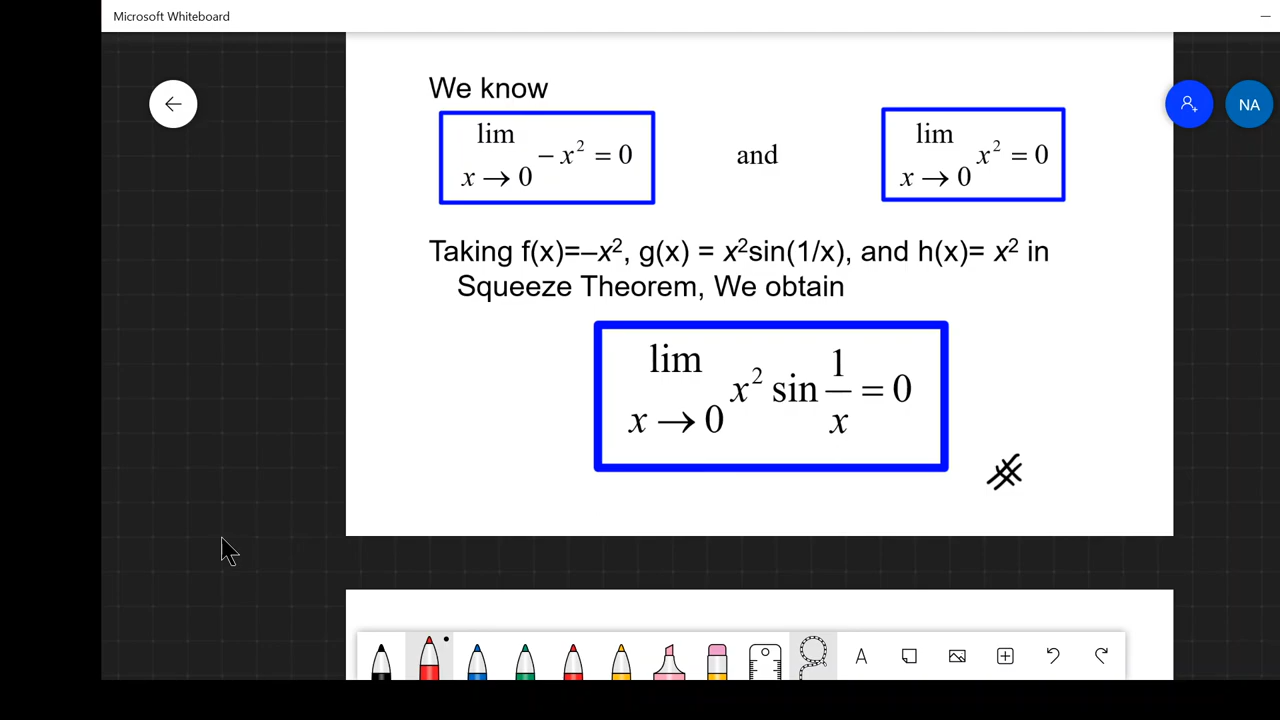 Microsoft Whiteboard
We know
lim x → 0 − x² = 0 and lim x → 0 x² = 0
NA
Taking f(x)=–x², g(x) = x²sin(1/x), and h(x)= x² in
Squeeze Theorem, We obtain
lim x → 0 x² sin 1/x = 0
A